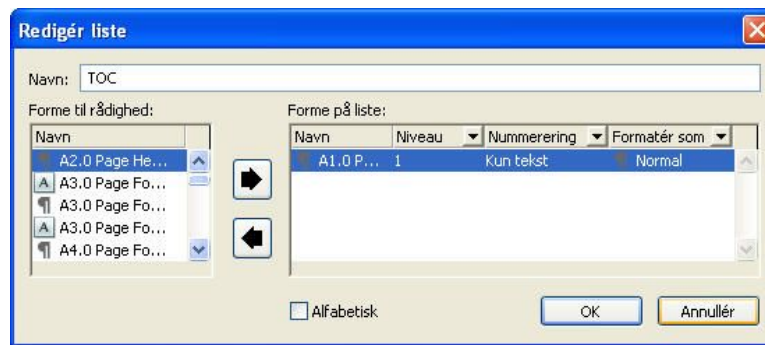 Redigér liste
Navn: TOC
Forme til rådighed:
Forme på liste:
Navn
Navn Niveau Nummerering Formatér som
A2.0 Page He...
A1.0 P... 1 Kun tekst Normal
A A3.0 Page Fo...
¶ A3.0 Page Fo...
A A3.0 Page Fo...
¶ A4.0 Page Fo...
Alfabetisk
OK
Annullér